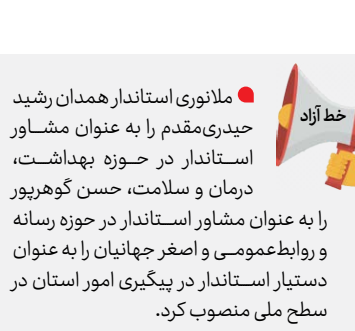 خط آزاد
ملانوری استاندار همدان رشید
حیدری‌مقدم را به عنوان مشاور
استاندار در حوزه بهداشت،
درمان و سلامت، حسن گوهرپور
را به عنوان مشاور استاندار در حوزه رسانه
و روابط‌عمومی و اصغر جهانیان را به عنوان
دستیار استاندار در پیگیری امور استان در
سطح ملی منصوب کرد.